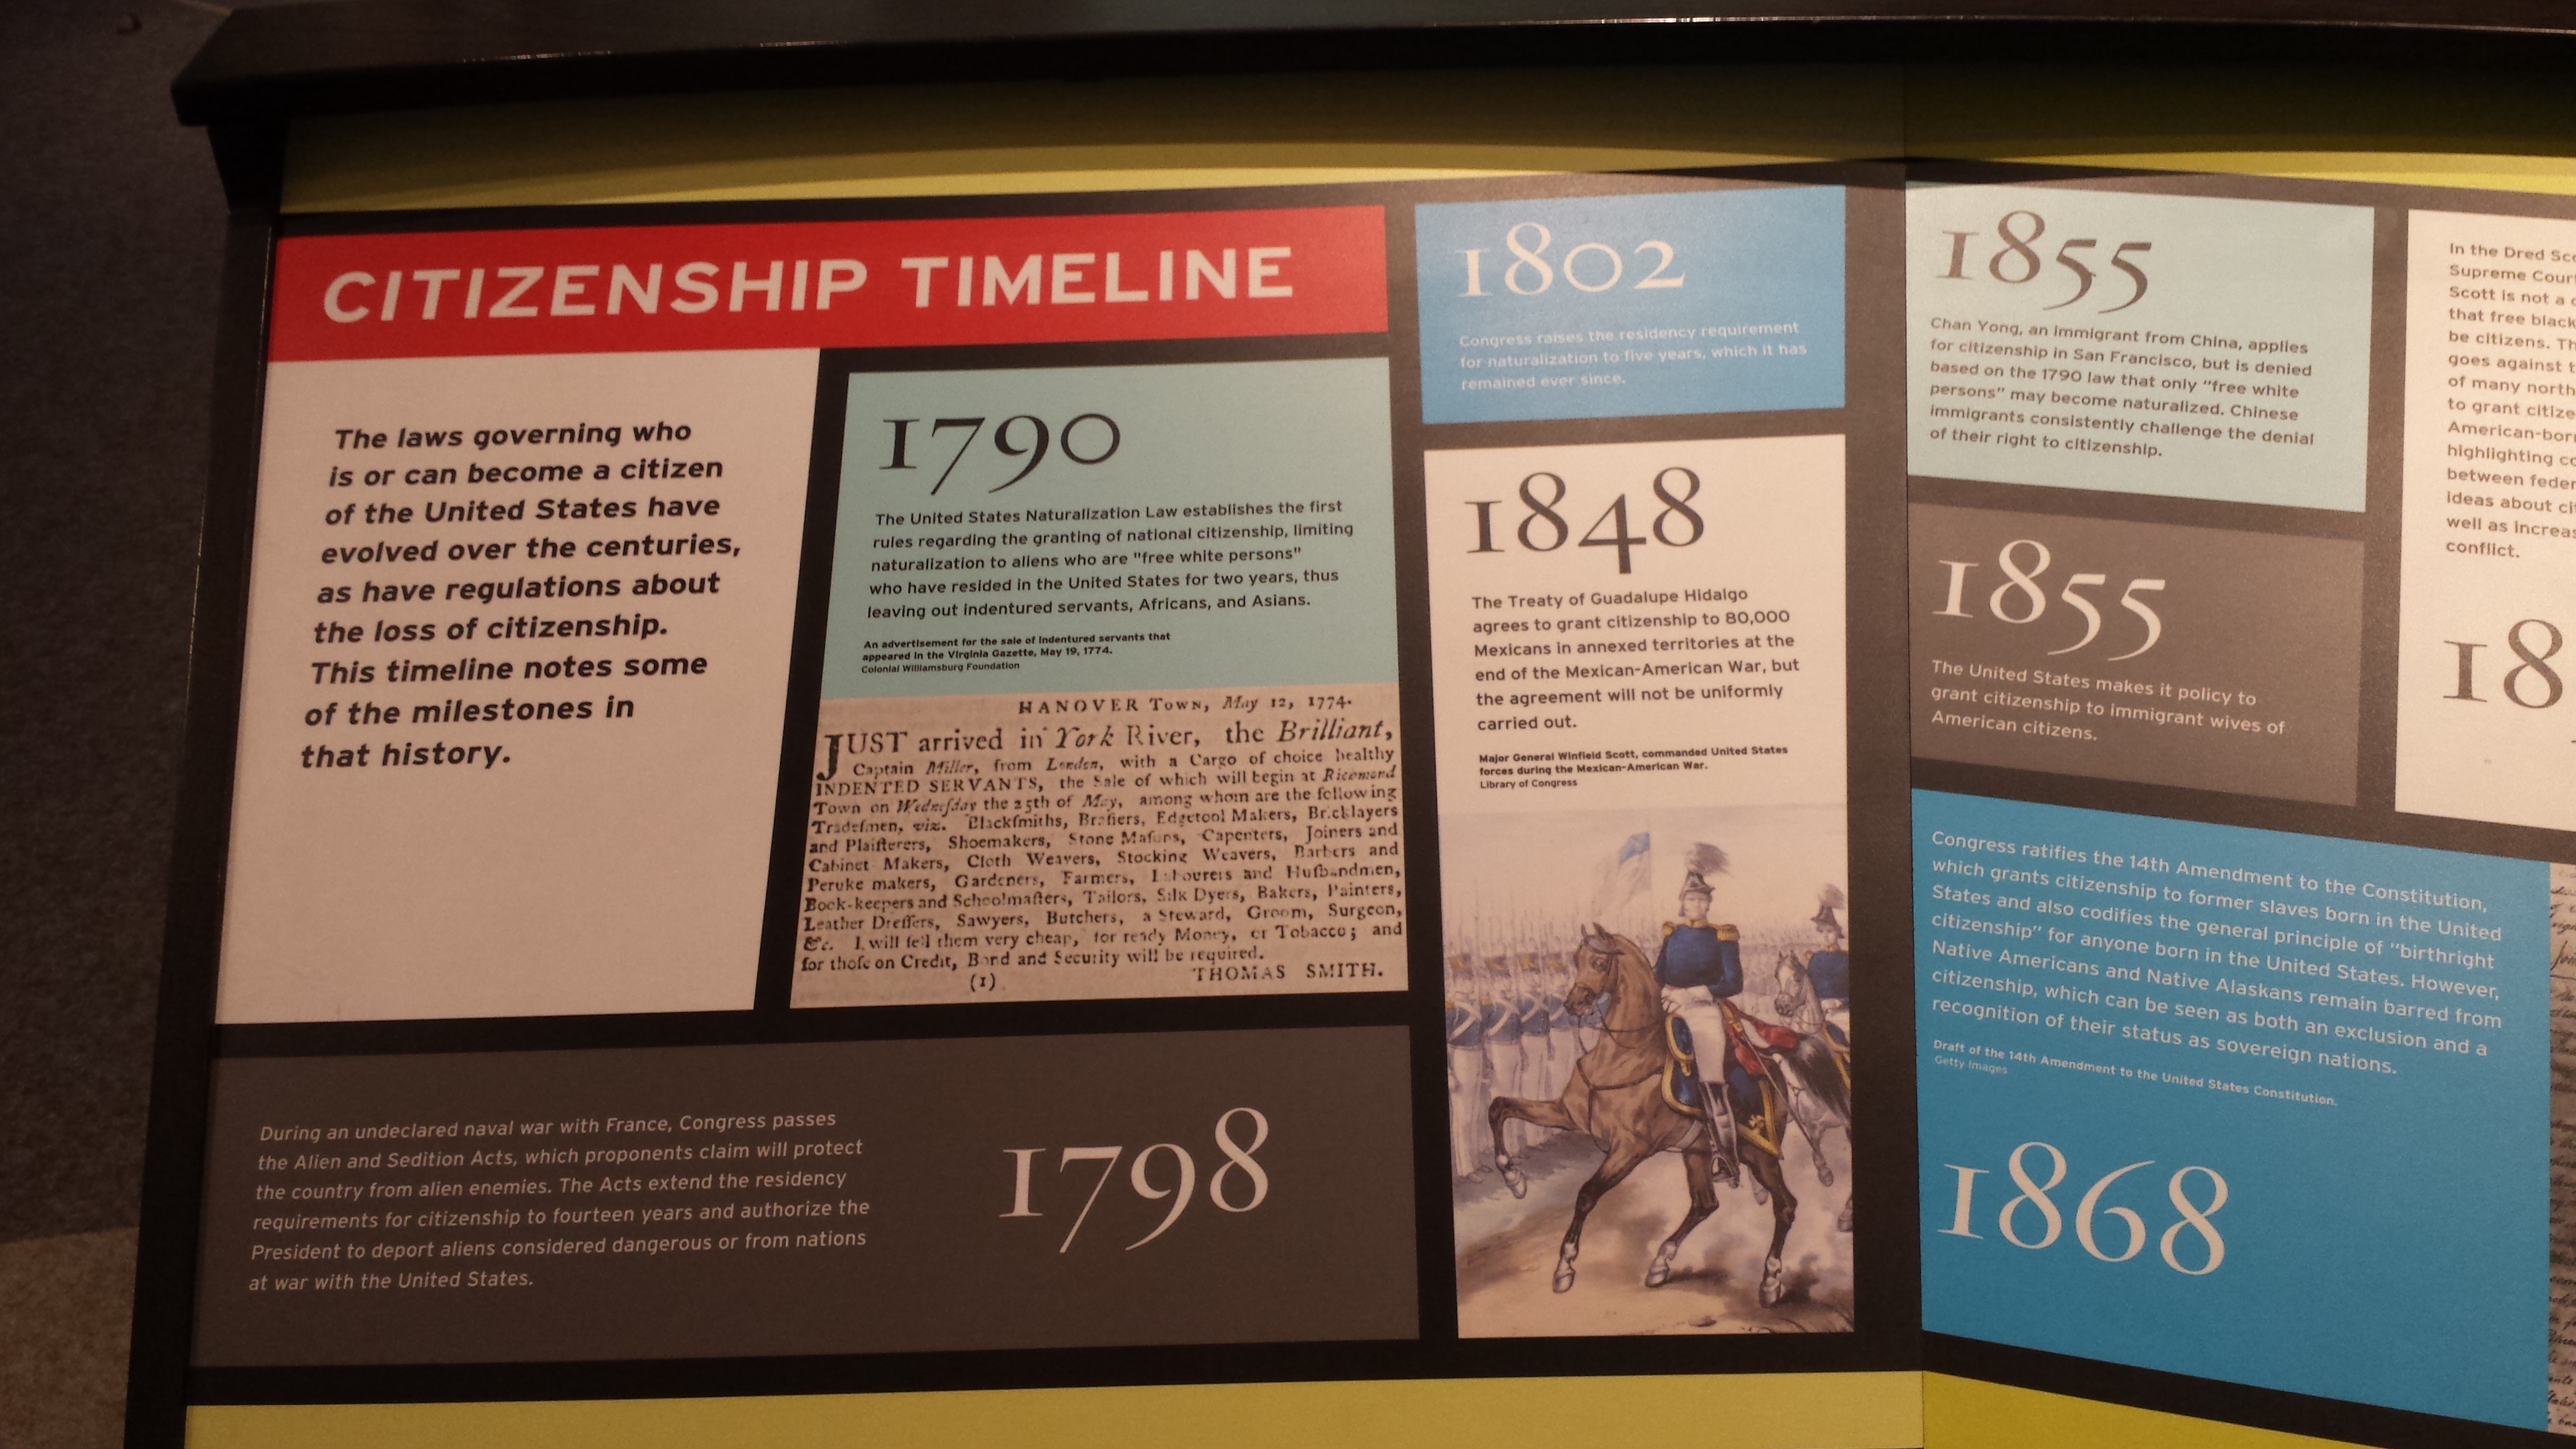 CITIZENSHIP TIMELINE
The laws governing who
is or can become a citizen
of the United States have
evolved over the centuries,
as have regulations about
the loss of citizenship.
This timeline notes some
of the milestones in
that history.
1790
The United States Naturalization Law establishes the first
rules regarding the granting of national citizenship, limiting
naturalization to aliens who are "free white persons"
who have resided in the United States for two years, thus
leaving out indentured servants, Africans, and Asians.
An advertisement for the sale of indentured servants that
appeared in the Virginia Gazette, May 19, 1774.
Colonial Williamsburg Foundation
HANOVER Town, May 12, 1774.
JUST arrived in York River, the Brilliant,
Captain Miller, from London, with a Cargo of choice healthy
INDENTED SERVANTS, the Sale of which will begin at Richmond
Town on Wednesday the 25th of May, among whom are the following
Tradesmen, viz. Blackſmiths, Braſiers, Edgetool Makers, Bricklayers
and Plaiſterers, Shoemakers, Stone Maſons, Capenters, Joiners and
Cabinet Makers, Cloth Weavers, Stocking Weavers, Barbers and
Peruke makers, Gardeners, Farmers, Labourers and Huſbandmen,
Book-keepers and Schoolmaſters, Tailors, Silk Dyers, Bakers, Painters,
Leather Dreſſers, Sawyers, Butchers, a Steward, Groom, Surgeon,
&c. I will ſell them very cheap, for ready Money, or Tobacco; and
for thoſe on Credit, Bond and Security will be required.
(1) THOMAS SMITH.
During an undeclared naval war with France, Congress passes
the Alien and Sedition Acts, which proponents claim will protect
the country from alien enemies. The Acts extend the residency
requirements for citizenship to fourteen years and authorize the
President to deport aliens considered dangerous or from nations
at war with the United States.
1798
1802
Congress raises the residency requirement
for naturalization to five years, which it has
remained ever since.
1848
The Treaty of Guadalupe Hidalgo
agrees to grant citizenship to 80,000
Mexicans in annexed territories at the
end of the Mexican-American War, but
the agreement will not be uniformly
carried out.
Major General Winfield Scott, commanded United States
forces during the Mexican-American War.
Library of Congress
1855
Chan Yong, an immigrant from China, applies
for citizenship in San Francisco, but is denied
based on the 1790 law that only "free white
persons" may become naturalized. Chinese
immigrants consistently challenge the denial
of their right to citizenship.
1855
The United States makes it policy to
grant citizenship to immigrant wives of
American citizens.
Congress ratifies the 14th Amendment to the Constitution,
which grants citizenship to former slaves born in the United
States and also codifies the general principle of "birthright
citizenship" for anyone born in the United States. However,
Native Americans and Native Alaskans remain barred from
citizenship, which can be seen as both an exclusion and a
recognition of their status as sovereign nations.
Draft of the 14th Amendment to the United States Constitution.
Getty Images
1868
In the Dred
Supreme
Scott is not a
that free
be citizens.
goes against
of many
to grant
highlighting
between
ideas about
well as
conflict.
18